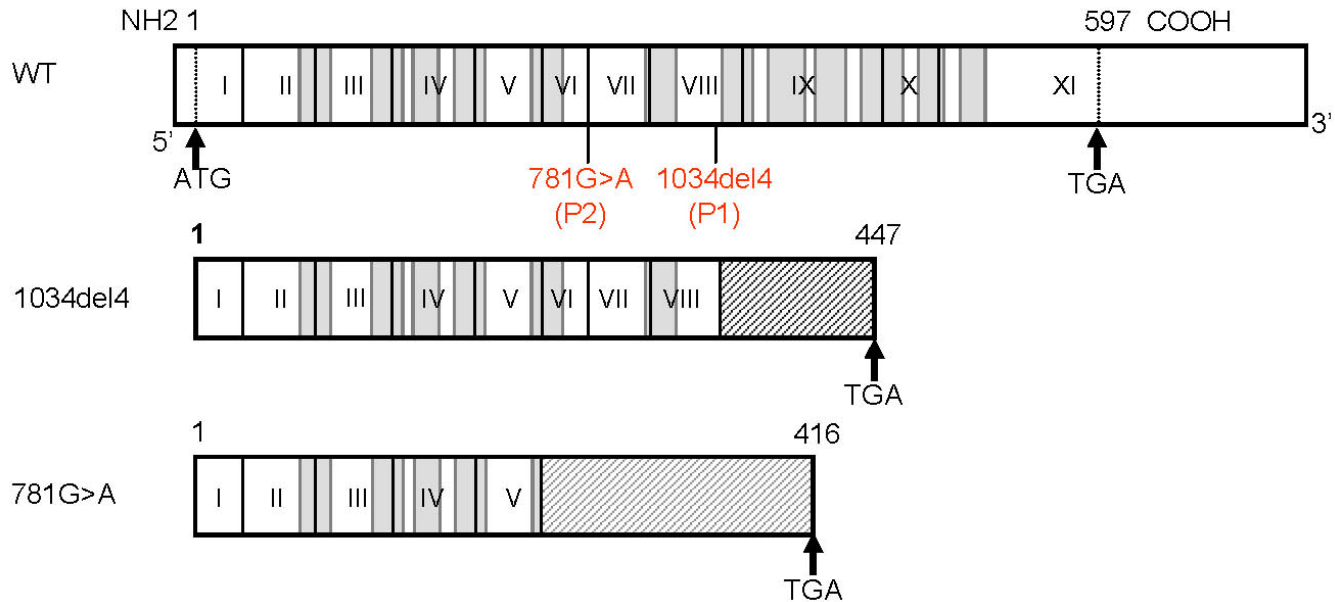 NH2 1 597 COOH
WT I II III IV V VI VII VIII IX X XI
5' 3'
ATG 781G>A 1034del4 TGA
(P2) (P1)
1 447
1034del4 I II III IV V VI VII VIII
TGA
1 416
781G>A I II III IV V
TGA